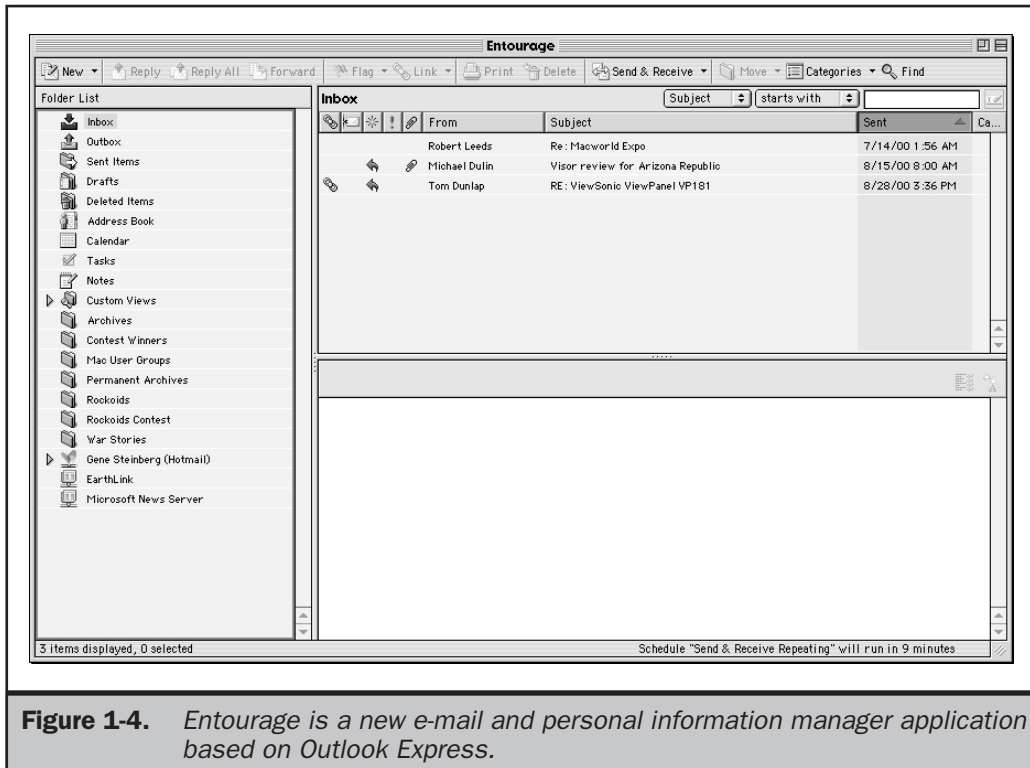 Entourage
New Reply Reply All Forward Flag Link Print Delete Send & Receive Move Categories Find
Folder List
Inbox
Outbox
Sent Items
Drafts
Deleted Items
Address Book
Calendar
Tasks
Notes
Custom Views
Archives
Contest Winners
Mac User Groups
Permanent Archives
Rockoids
Rockoids Contest
War Stories
Gene Steinberg (Hotmail)
EarthLink
Microsoft News Server
Inbox Subject starts with
From Subject Sent Ca...
Robert Leeds Re: Macworld Expo 7/14/00 1:56 AM
Michael Dulin Visor review for Arizona Republic 8/15/00 8:00 AM
Tom Dunlap RE: ViewSonic ViewPanel VP181 8/28/00 3:36 PM
3 items displayed, 0 selected
Schedule "Send & Receive Repeating" will run in 9 minutes
Figure 1-4. Entourage is a new e-mail and personal information manager application
based on Outlook Express.